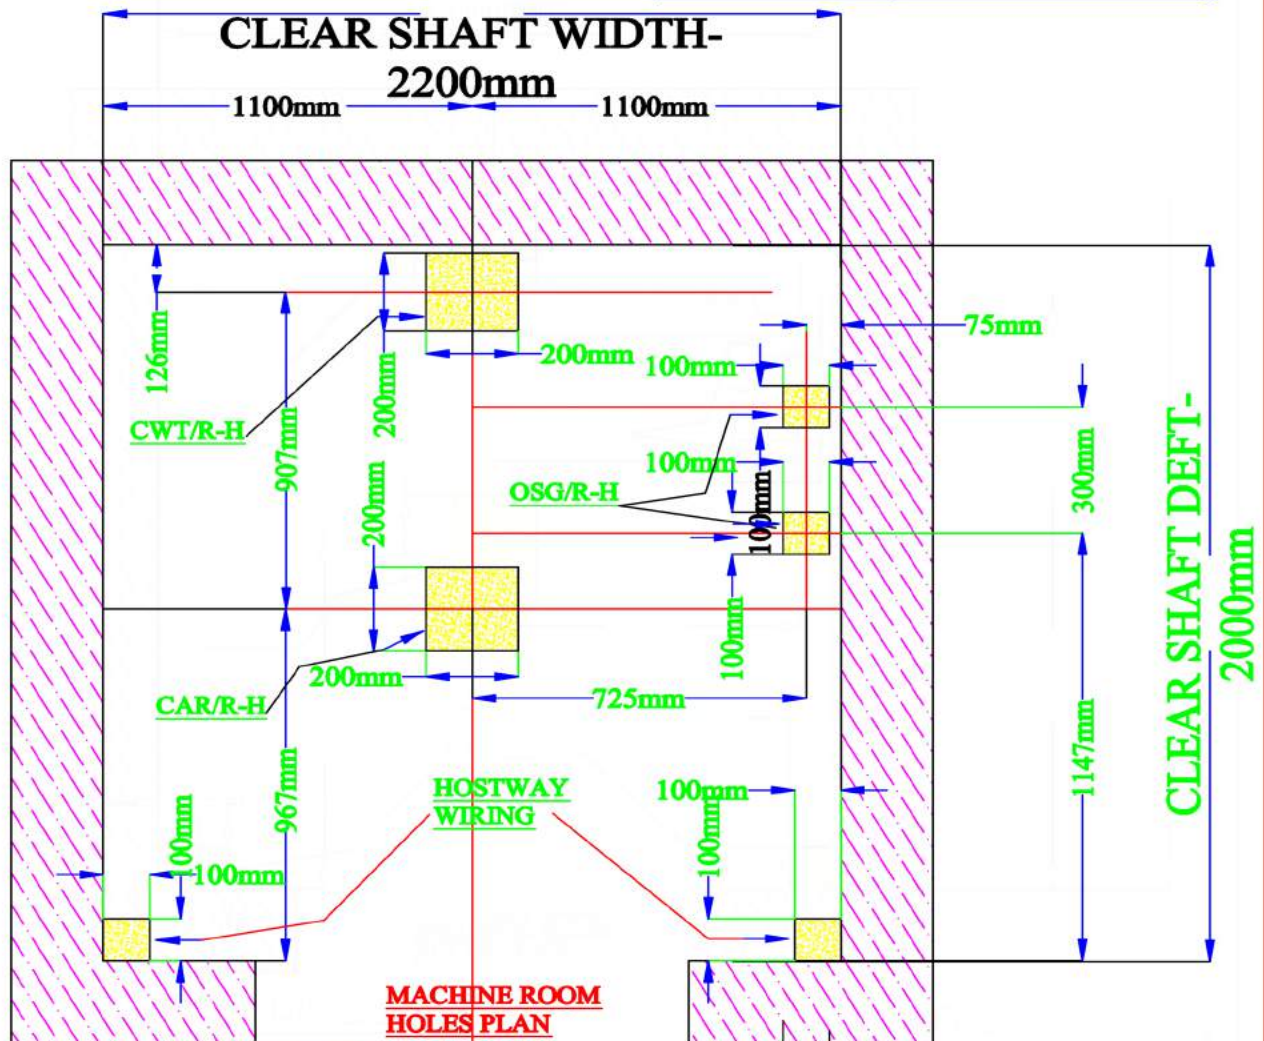 CLEAR SHAFT WIDTH-
2200mm
1100mm
1100mm
126mm
CWT/R-H
907mm
200mm
200mm
100mm
75mm
100mm
OSG/R-H
100mm
300mm
CLEAR SHAFT DEFT-
2000mm
200mm
200mm
CAR/R-H
100mm
725mm
1147mm
967mm
HOSTWAY
WIRING
100mm
100mm
100mm
100mm
MACHINE ROOM
HOLES PLAN